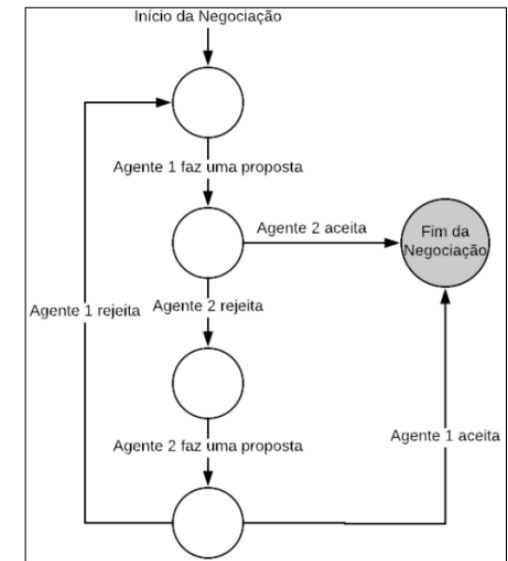 Início da Negociação
Agente 1 faz uma proposta
Agente 2 aceita
Fim da
Negociação
Agente 1 rejeita
Agente 2 rejeita
Agente 2 faz uma proposta
Agente 1 aceita